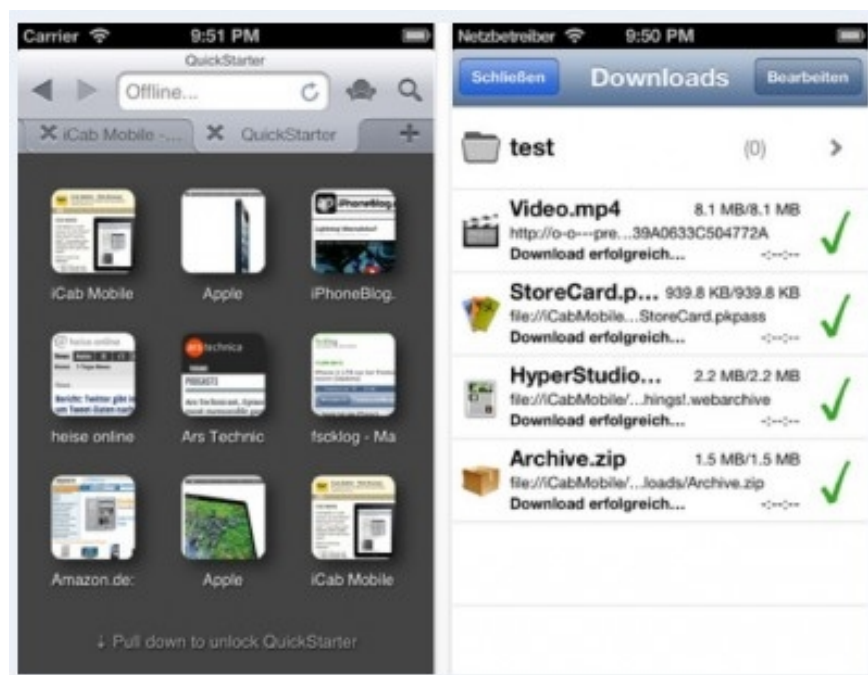 Carrier 9:51 PM
QuickStarter
Offline...
iCab Mobile -... QuickStarter
iCab Mobile Apple iPhoneBlog.
heise online Ars Technic fscklog - Ma
Amazon.de: Apple iCab Mobile
↓ Pull down to unlock QuickStarter
Netzbetreiber 9:50 PM
Schließen Downloads Bearbeiten
test (0)
Video.mp4 8.1 MB/8.1 MB
http://o-o---pre...39A0633C504772A
Download erfolgreich... -:--:--
StoreCard.p... 939.8 KB/939.8 KB
file://iCabMobile...StoreCard.pkpass
Download erfolgreich... -:--:--
HyperStudio... 2.2 MB/2.2 MB
file://iCabMobile/...hings!.webarchive
Download erfolgreich... -:--:--
Archive.zip 1.5 MB/1.5 MB
file://iCabMobile/...loads/Archive.zip
Download erfolgreich... -:--:--